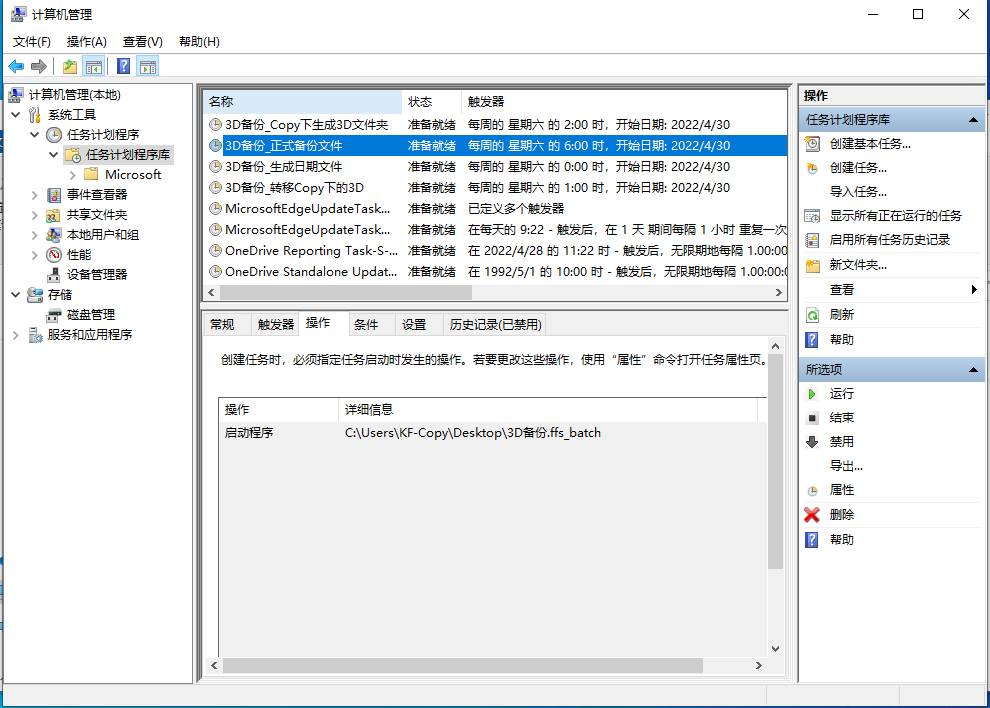 计算机管理
文件(F) 操作(A) 查看(V) 帮助(H)
计算机管理(本地)
系统工具
任务计划程序
任务计划程序库
Microsoft
事件查看器
共享文件夹
本地用户和组
性能
设备管理器
存储
磁盘管理
服务和应用程序
名称 状态 触发器
3D备份_Copy下生成3D文件夹 准备就绪 每周的 星期六 的 2:00 时，开始日期: 2022/4/30
3D备份_正式备份文件 准备就绪 每周的 星期六 的 6:00 时，开始日期: 2022/4/30
3D备份_生成日期文件 准备就绪 每周的 星期六 的 0:00 时，开始日期: 2022/4/30
3D备份_转移Copy下的3D 准备就绪 每周的 星期六 的 1:00 时，开始日期: 2022/4/30
MicrosoftEdgeUpdateTask... 准备就绪 已定义多个触发器
MicrosoftEdgeUpdateTask... 准备就绪 在每天的 9:22 - 触发后，在 1 天 期间每隔 1 小时 重复一次
OneDrive Reporting Task-S-... 准备就绪 在 2022/4/28 的 11:22 时 - 触发后，无限期地每隔 1.00:00:0
OneDrive Standalone Updat... 准备就绪 在 1992/5/1 的 10:00 时 - 触发后，无限期地每隔 1.00:00:0
常规 触发器 操作 条件 设置 历史记录(已禁用)
创建任务时，必须指定任务启动时发生的操作。若要更改这些操作，使用“属性”命令打开任务属性页。
操作 详细信息
启动程序 C:\Users\KF-Copy\Desktop\3D备份.ffs_batch
操作
任务计划程序库
创建基本任务...
创建任务...
导入任务...
显示所有正在运行的任务
启用所有任务历史记录
新文件夹...
查看
刷新
帮助
所选项
运行
结束
禁用
导出...
属性
删除
帮助